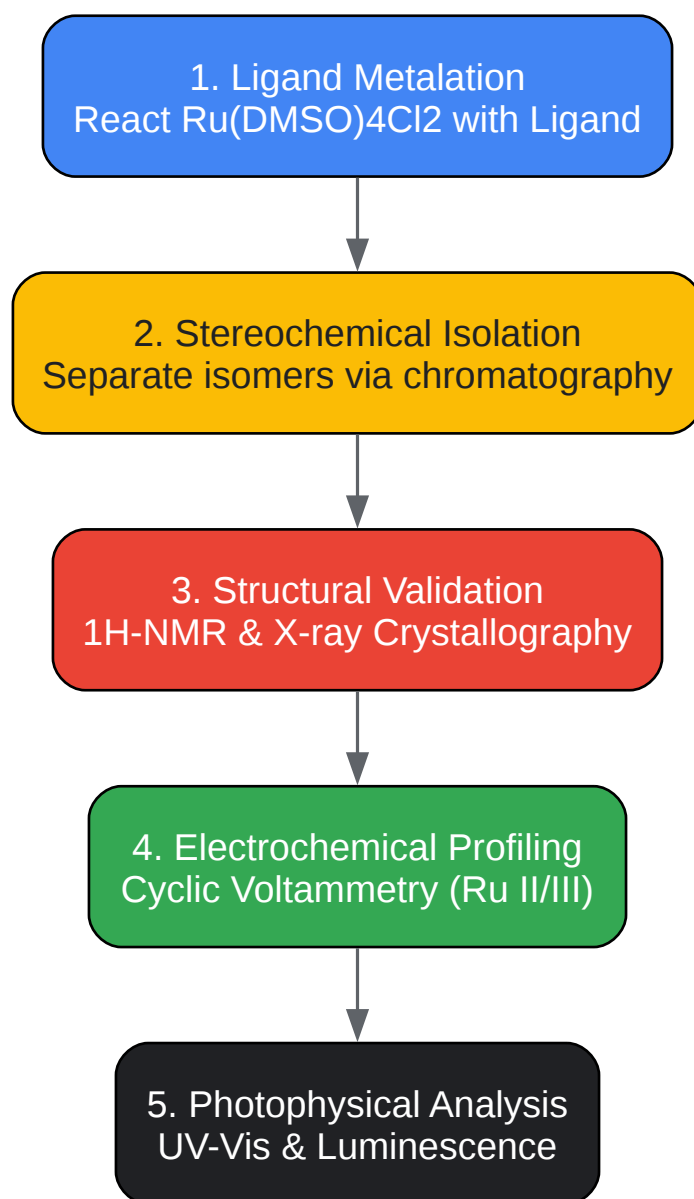 1. Ligand Metalation
React Ru(DMSO)4Cl2 with Ligand
2. Stereochemical Isolation
Separate isomers via chromatography
3. Structural Validation
1H-NMR & X-ray Crystallography
4. Electrochemical Profiling
Cyclic Voltammetry (Ru II/III)
5. Photophysical Analysis
UV-Vis & Luminescence